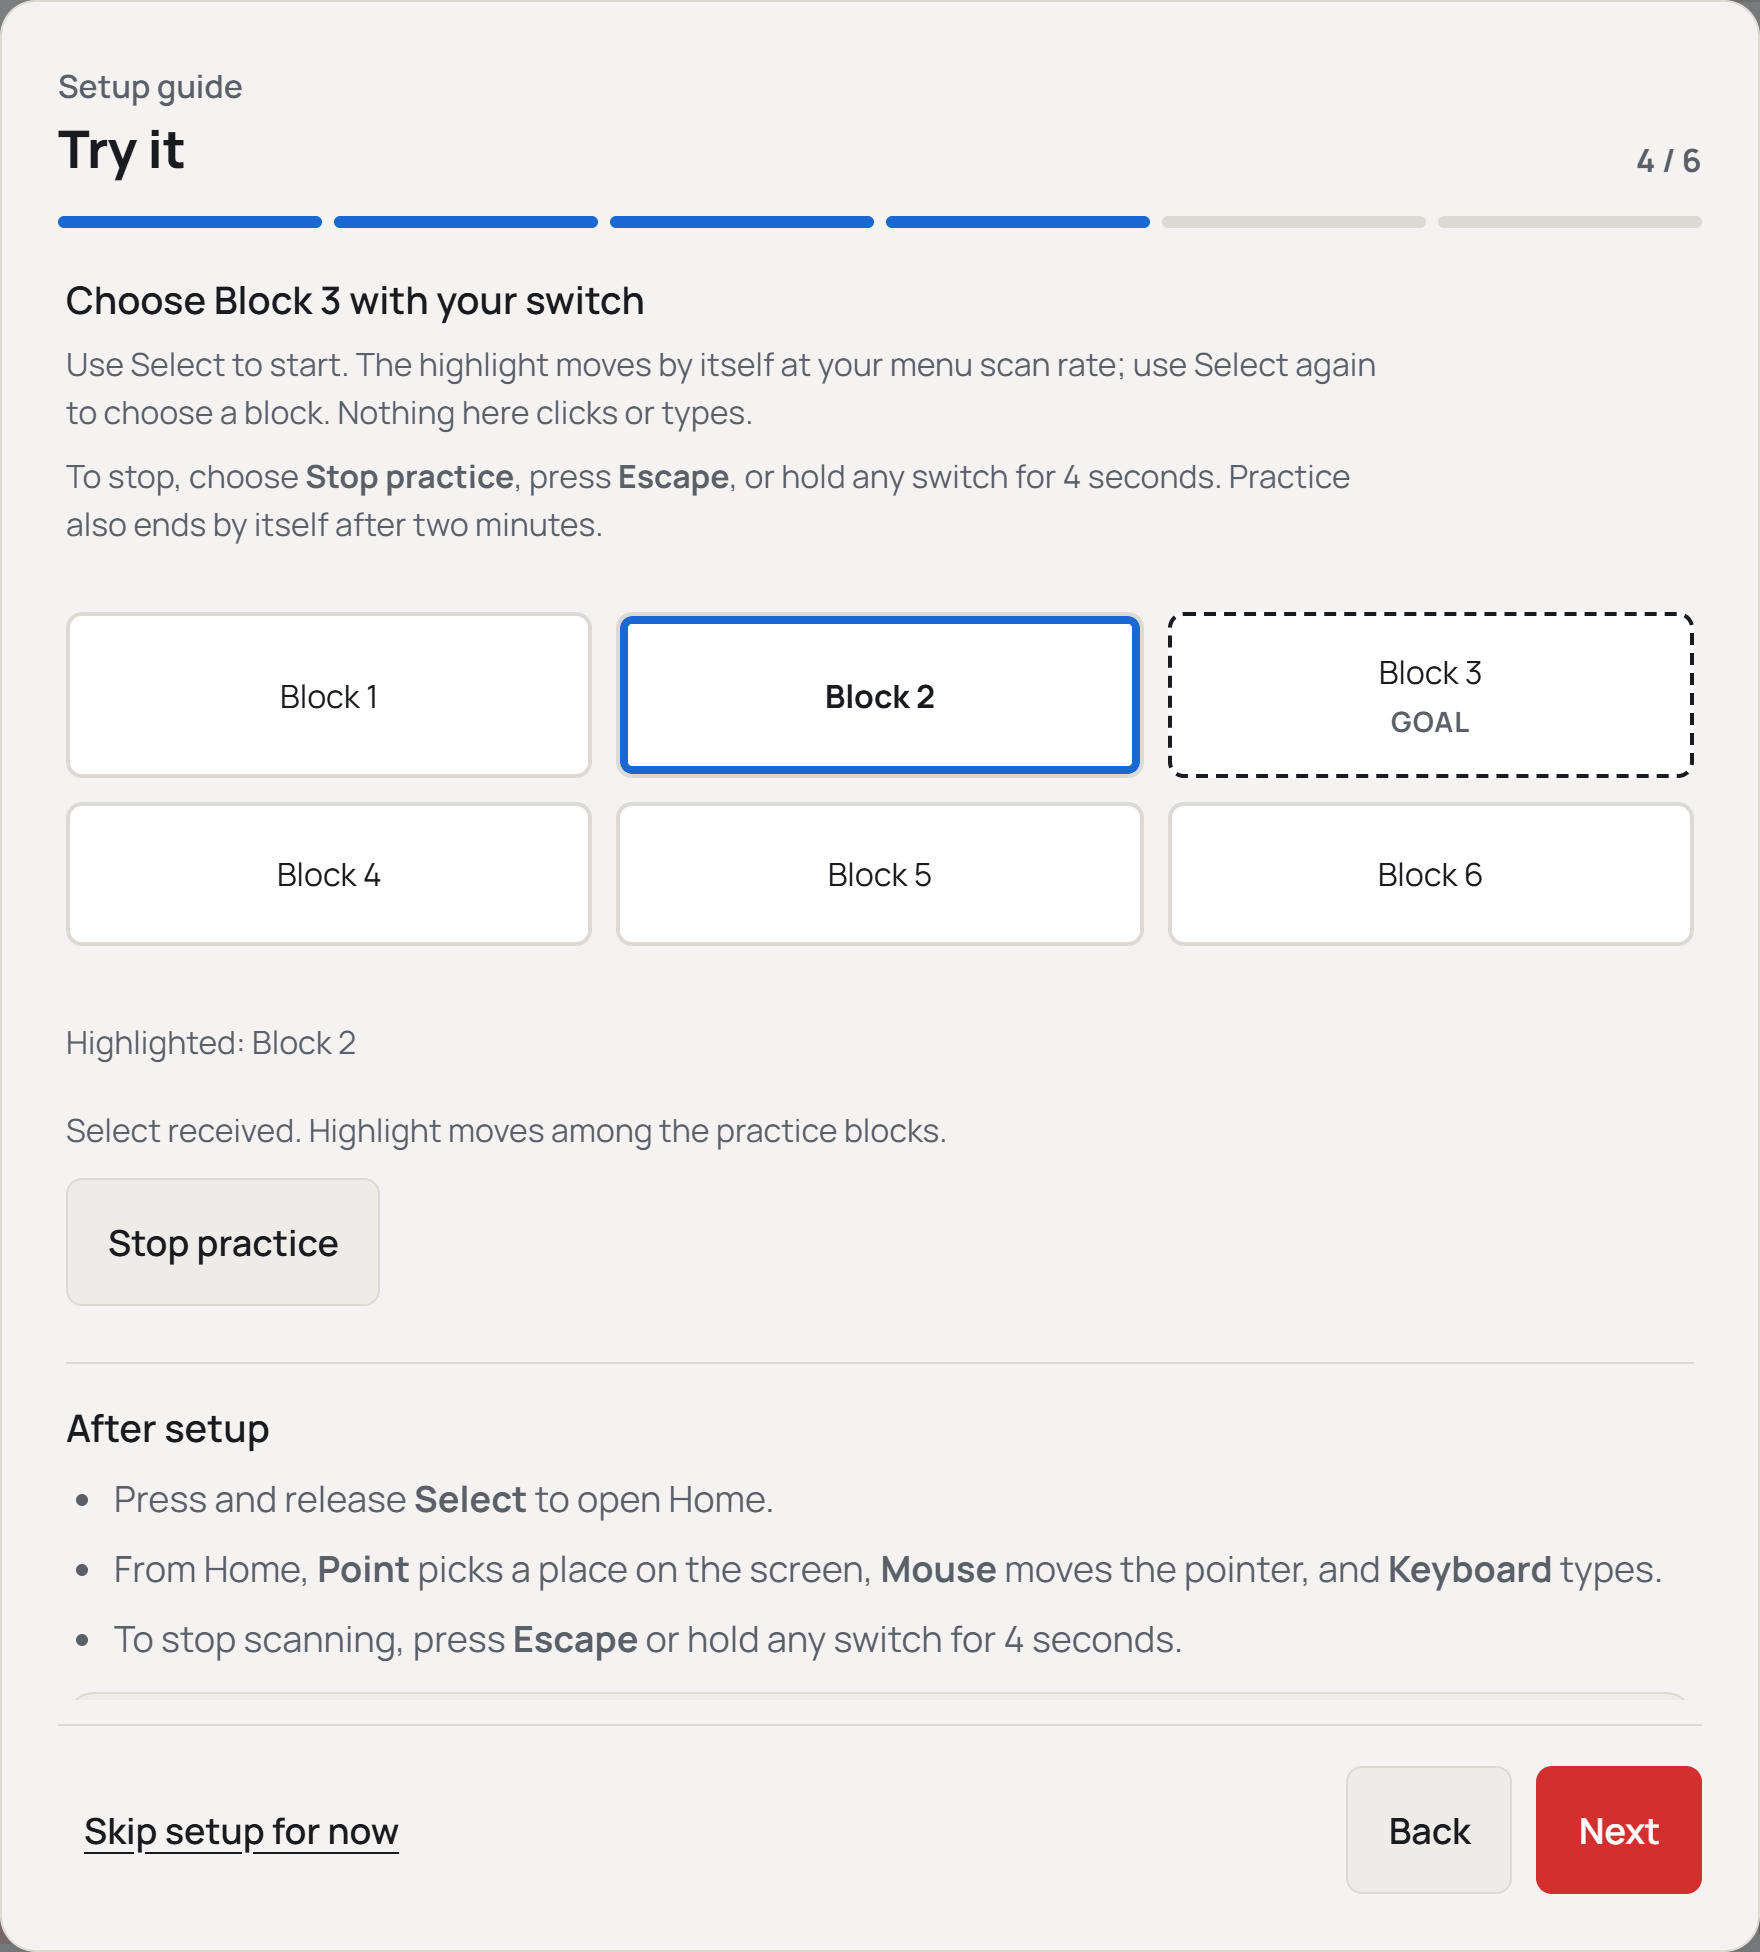 Setup guide
Try it
4 / 6
Choose Block 3 with your switch
Use Select to start. The highlight moves by itself at your menu scan rate; use Select again
to choose a block. Nothing here clicks or types.
To stop, choose Stop practice, press Escape, or hold any switch for 4 seconds. Practice
also ends by itself after two minutes.
Block 1
Block 2
Block 3
GOAL
Block 4
Block 5
Block 6
Highlighted: Block 2
Select received. Highlight moves among the practice blocks.
Stop practice
After setup
• Press and release Select to open Home.
• From Home, Point picks a place on the screen, Mouse moves the pointer, and Keyboard types.
• To stop scanning, press Escape or hold any switch for 4 seconds.
Skip setup for now
Back
Next